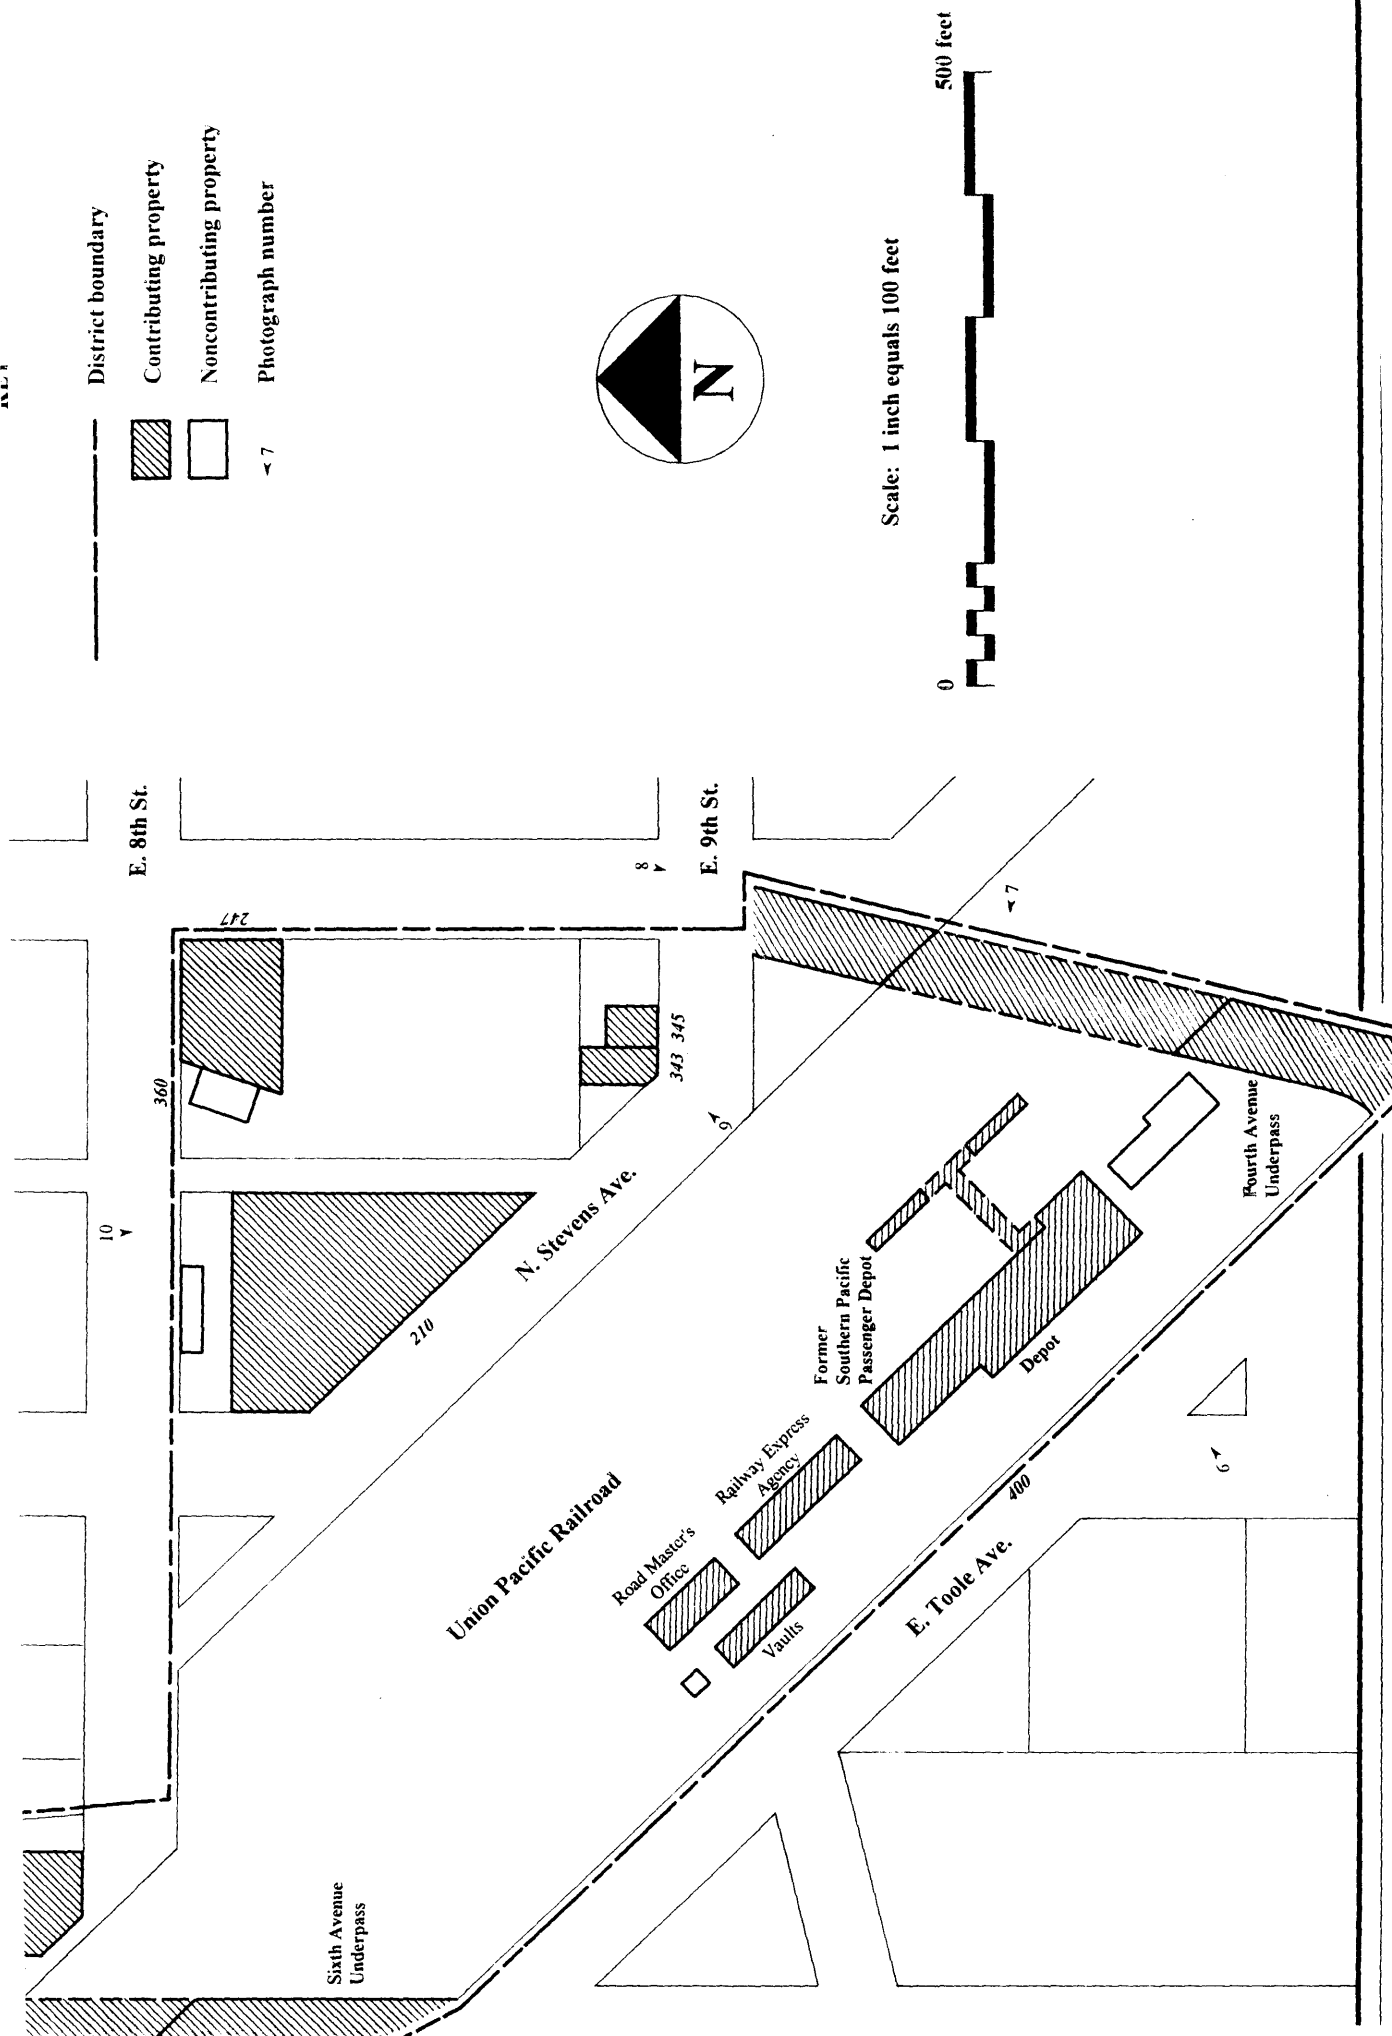 KEY
District boundary
Contributing property
Noncontributing property
7
Photograph number
N
Scale: 1 inch equals 100 feet
0
500 feet
E. 8th St.
E. 9th St.
247
360
8
345
343
7
9
10
N. Stevens Ave.
210
Former
Southern Pacific
Passenger Depot
Depot
Fourth Avenue
Underpass
Railway Express
Agency
Road Master's
Office
Vaults
Union Pacific Railroad
400
6
E. Toole Ave.
Sixth Avenue
Underpass